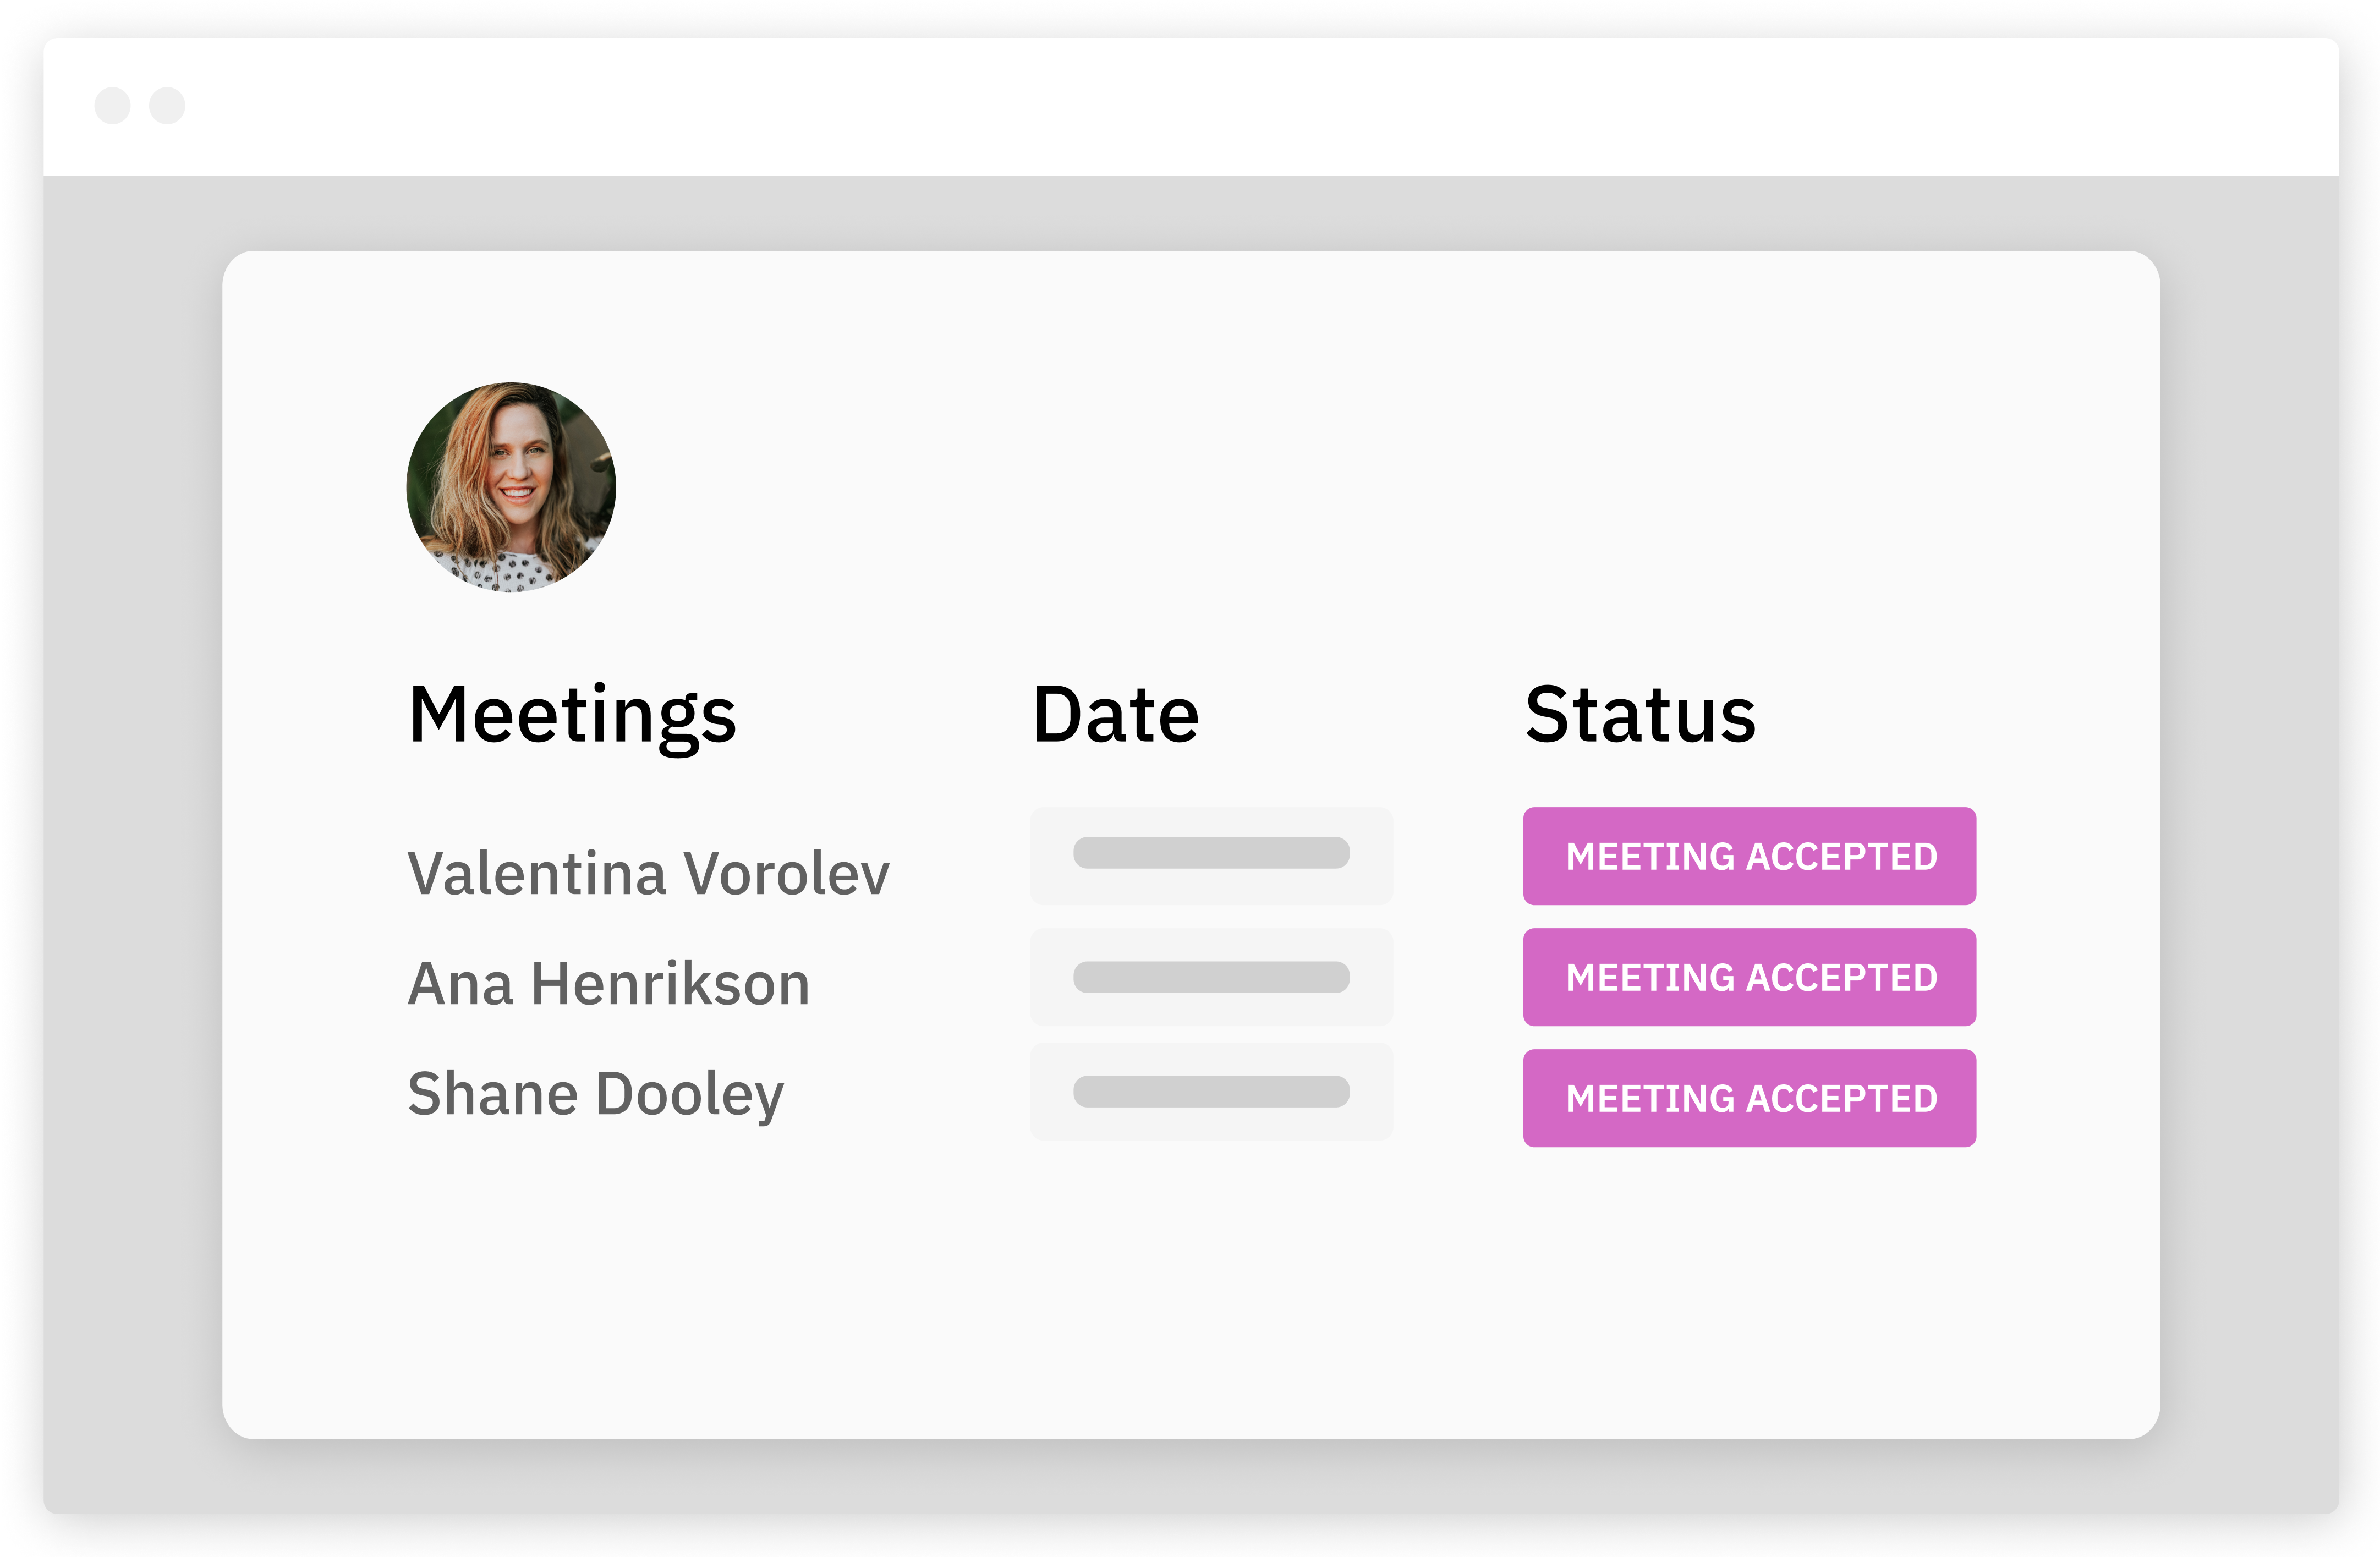 Meetings Date Status
Valentina Vorolev MEETING ACCEPTED
Ana Henrikson MEETING ACCEPTED
Shane Dooley MEETING ACCEPTED